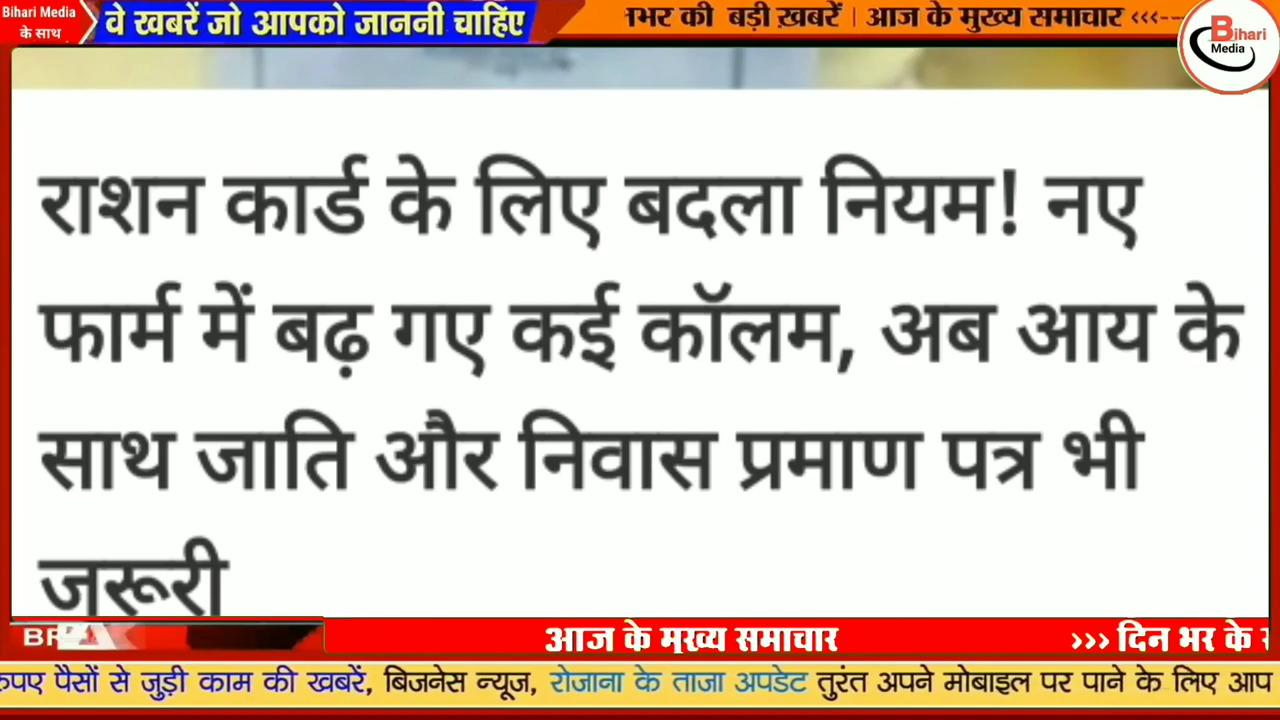 Bihari Media
के साथ
वे खबरें जो आपको जाननी चाहिए
भर की बड़ी ख़बरें | आज के मुख्य समाचार <<<---
Bihari
Media
राशन कार्ड के लिए बदला नियम! नए
फार्म में बढ़ गए कई कॉलम, अब आय के
साथ जाति और निवास प्रमाण पत्र भी
जरूरी
आज के मुख्य समाचार >>> दिन भर के
पैसों से जुड़ी काम की खबरें, बिजनेस न्यूज, रोजाना के ताजा अपडेट तुरंत अपने मोबाइल पर पाने के लिए आप